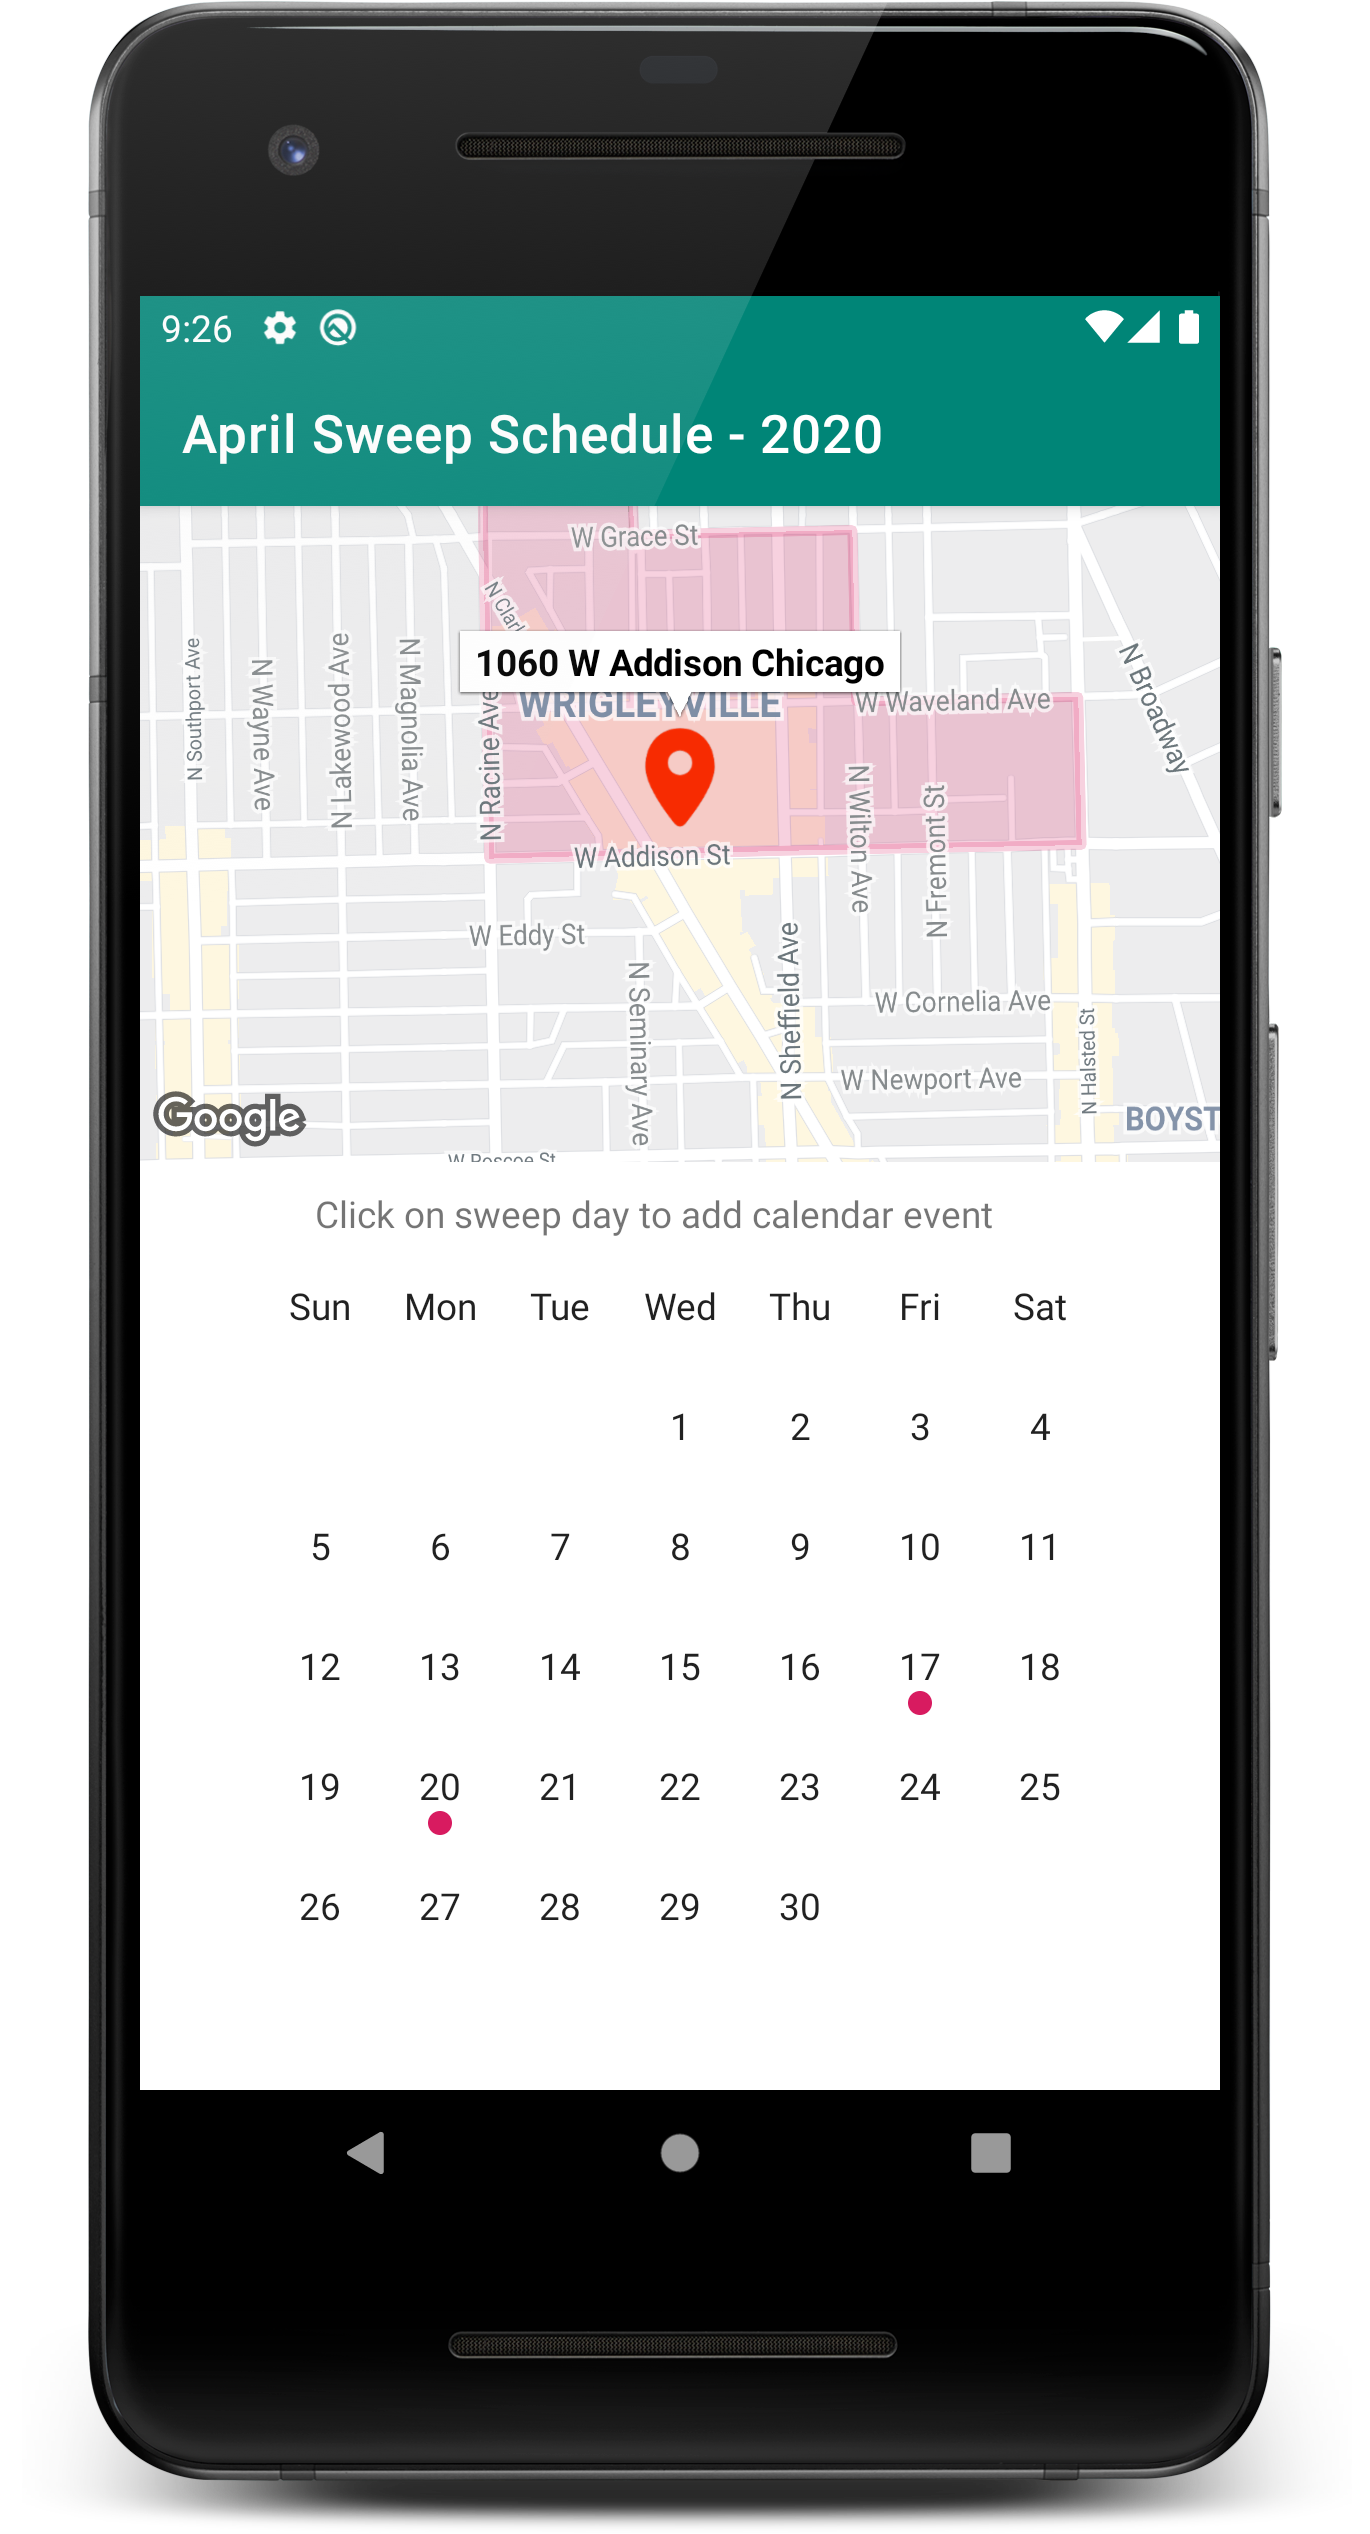 9:26
April Sweep Schedule - 2020
W Grace St
N Clark
1060 W Addison Chicago
WRIGLEYVILLE
W Waveland Ave
N Broadway
N Southport Ave
N Wayne Ave
N Lakewood Ave
N Magnolia Ave
N Racine Ave
N Wilton Ave
N Fremont St
W Addison St
W Eddy St
N Seminary Ave
N Sheffield Ave
W Cornelia Ave
N Halsted St
W Newport Ave
BOYST
Google
W Roscoe St
Click on sweep day to add calendar event
Sun Mon Tue Wed Thu Fri Sat
1 2 3 4
5 6 7 8 9 10 11
12 13 14 15 16 17 18
19 20 21 22 23 24 25
26 27 28 29 30